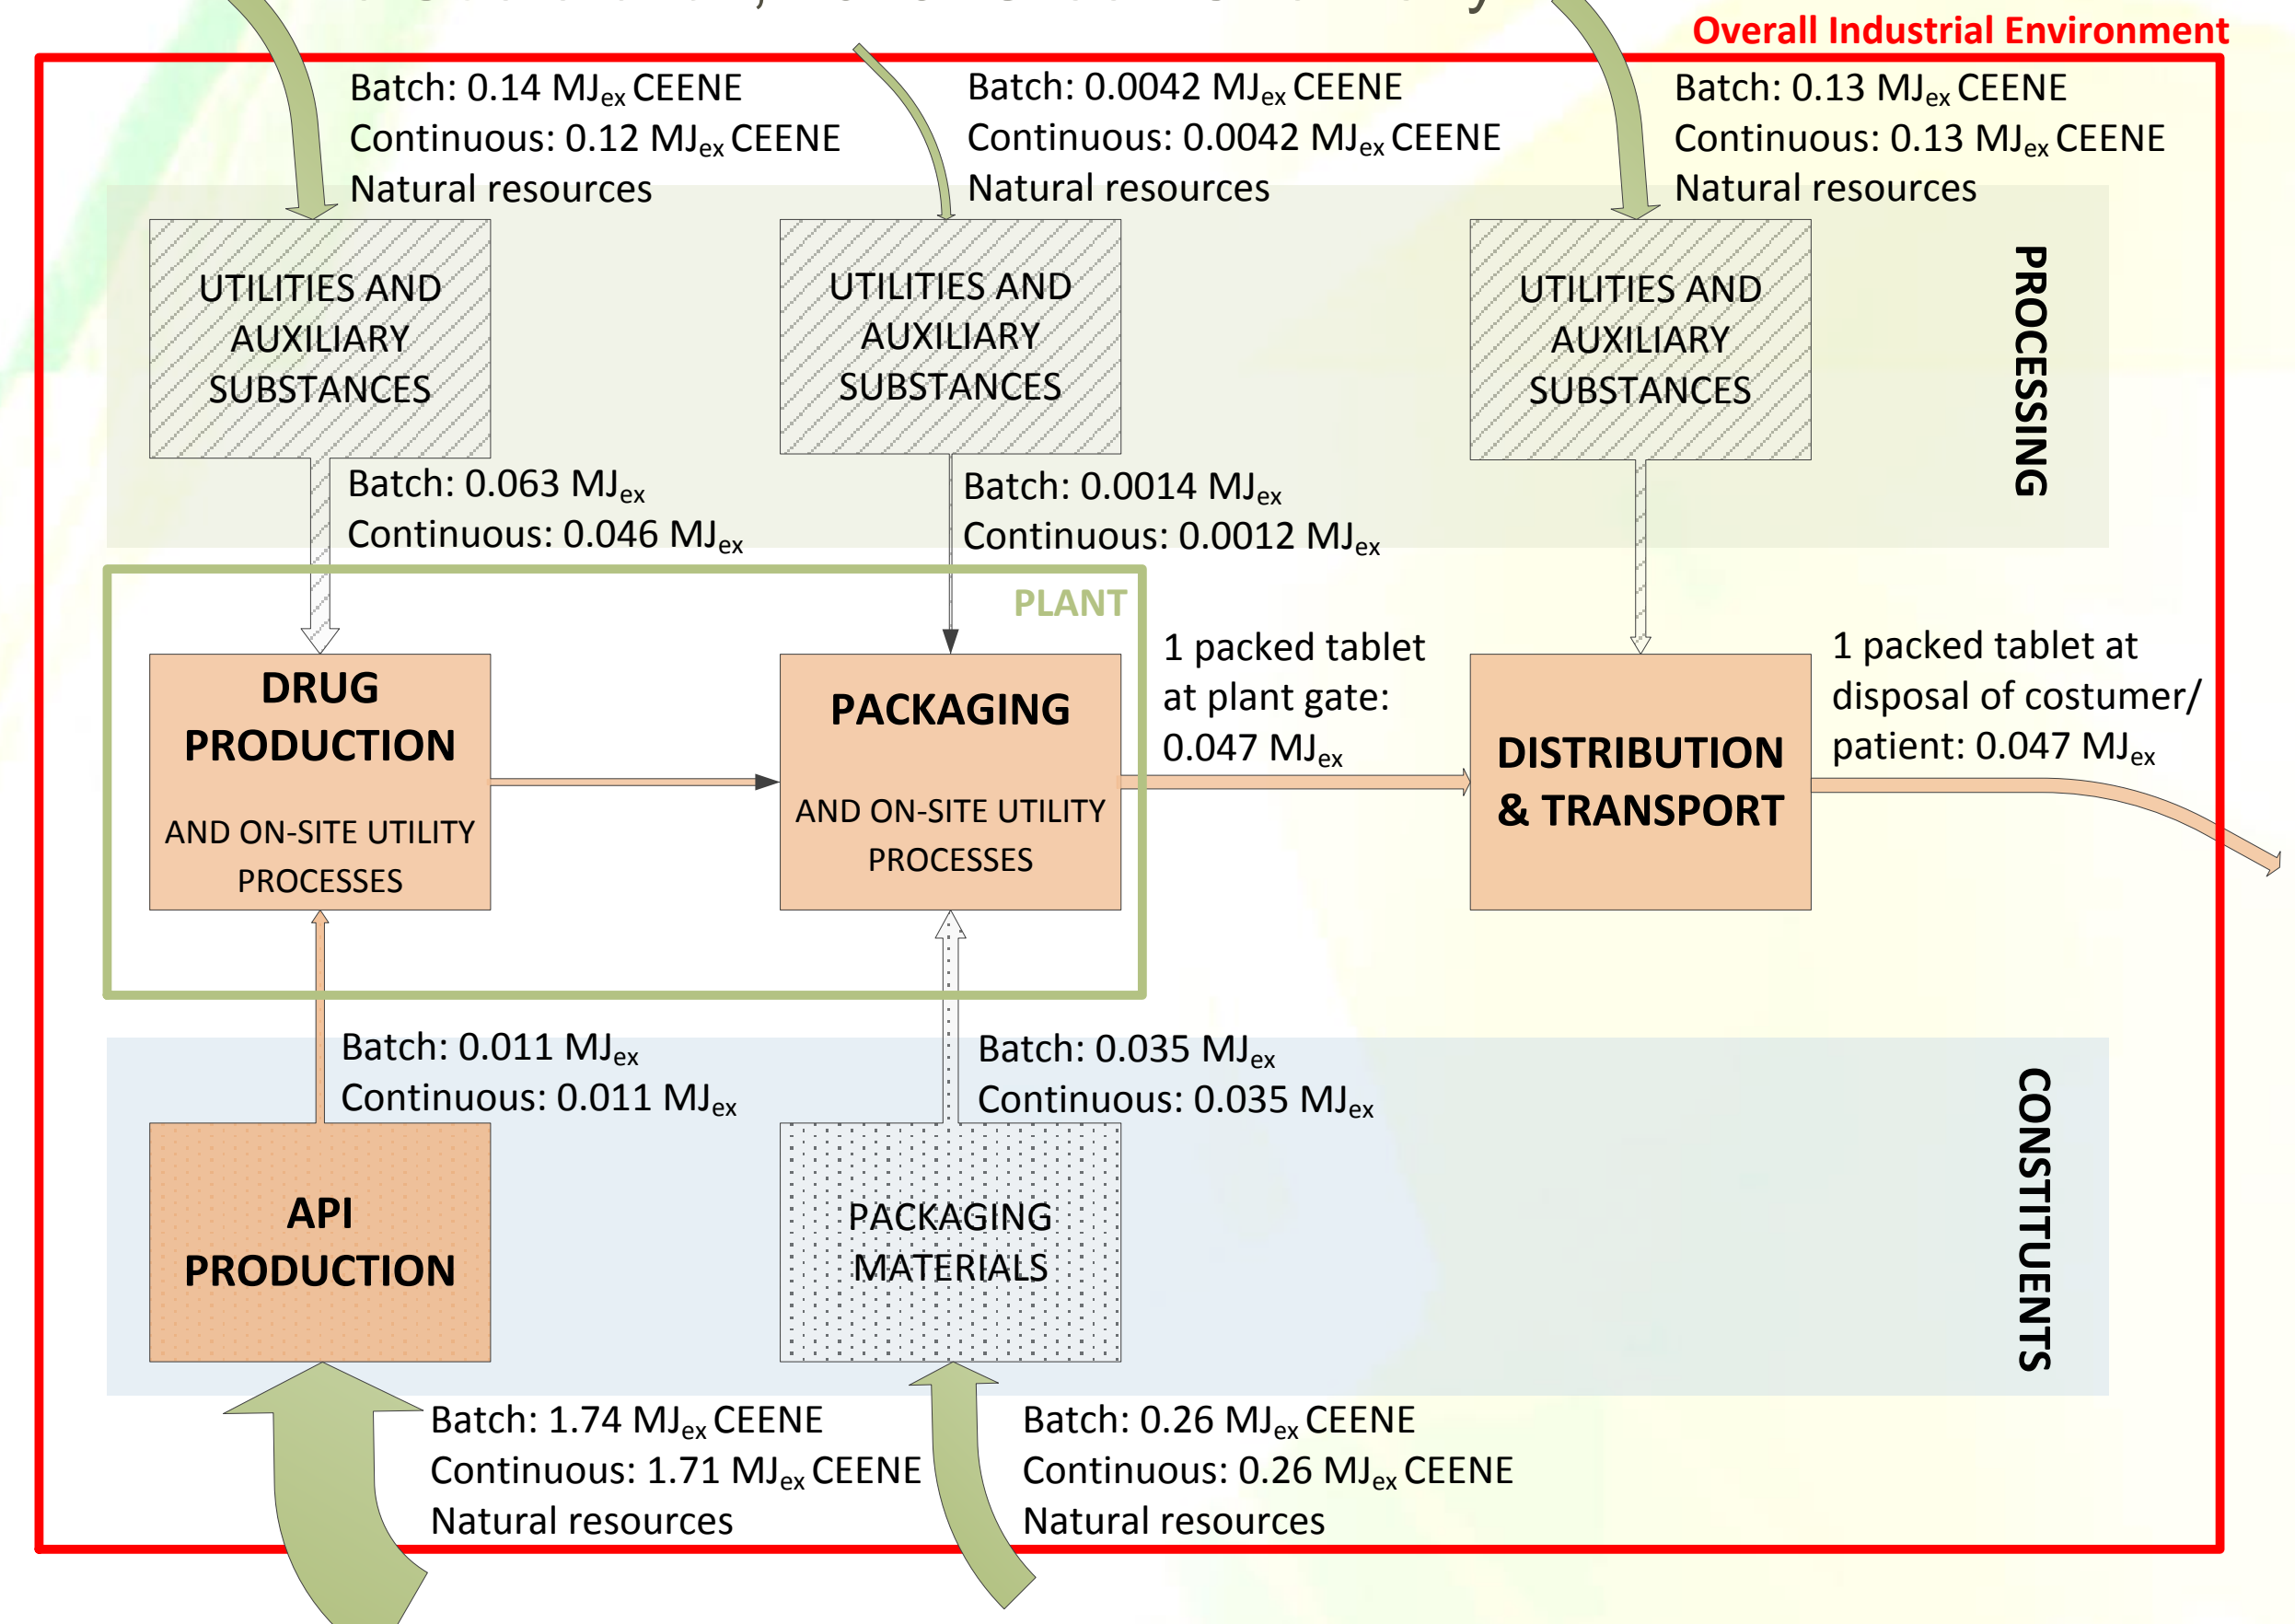 Overall Industrial Environment
Batch: 0.14 MJex CEENE
Continuous: 0.12 MJex CEENE
Natural resources
Batch: 0.0042 MJex CEENE
Continuous: 0.0042 MJex CEENE
Natural resources
Batch: 0.13 MJex CEENE
Continuous: 0.13 MJex CEENE
Natural resources
UTILITIES AND
AUXILIARY
SUBSTANCES
UTILITIES AND
AUXILIARY
SUBSTANCES
UTILITIES AND
AUXILIARY
SUBSTANCES
PROCESSING
Batch: 0.063 MJex
Continuous: 0.046 MJex
Batch: 0.0014 MJex
Continuous: 0.0012 MJex
PLANT
DRUG
PRODUCTION
AND ON-SITE UTILITY
PROCESSES
PACKAGING
AND ON-SITE UTILITY
PROCESSES
1 packed tablet
at plant gate:
0.047 MJex
DISTRIBUTION
& TRANSPORT
1 packed tablet at
disposal of costumer/
patient: 0.047 MJex
Batch: 0.011 MJex
Continuous: 0.011 MJex
Batch: 0.035 MJex
Continuous: 0.035 MJex
API
PRODUCTION
PACKAGING
MATERIALS
CONSTITUENTS
Batch: 1.74 MJex CEENE
Continuous: 1.71 MJex CEENE
Natural resources
Batch: 0.26 MJex CEENE
Continuous: 0.26 MJex CEENE
Natural resources